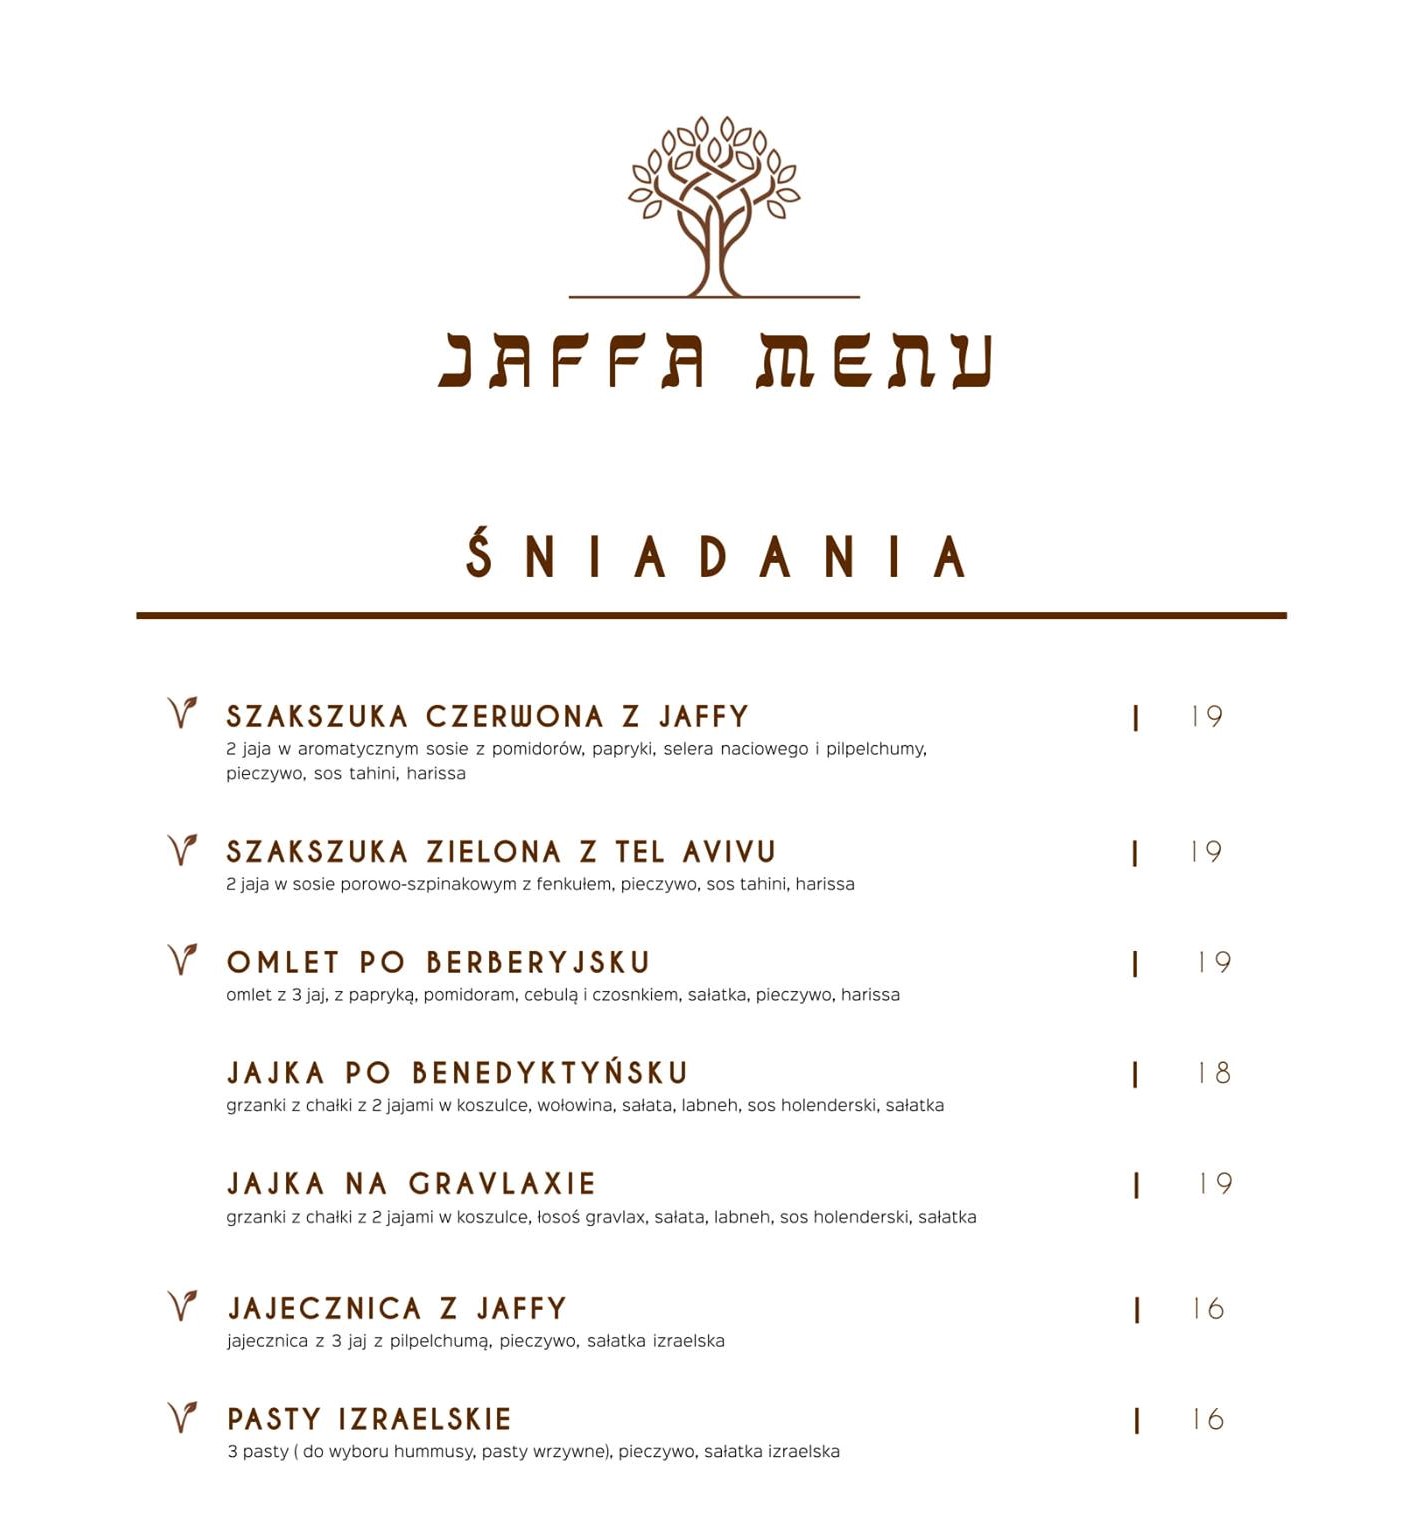 JAFFA MENU
ŚNIADANIA
SZAKSZUKA CZERWONA Z JAFFY | 19
2 jaja w aromatycznym sosie z pomidorów, papryki, selera naciowego i pilpelchumy,
pieczywo, sos tahini, harissa
SZAKSZUKA ZIELONA Z TEL AVIVU | 19
2 jaja w sosie porowo-szpinakowym z fenkułem, pieczywo, sos tahini, harissa
OMLET PO BERBERYJSKU | 19
omlet z 3 jaj, z papryką, pomidoram, cebulą i czosnkiem, sałatka, pieczywo, harissa
JAJKA PO BENEDYKTYŃSKU | 18
grzanki z chałki z 2 jajami w koszulce, wołowina, sałata, labneh, sos holenderski, sałatka
JAJKA NA GRAVLAXIE | 19
grzanki z chałki z 2 jajami w koszulce, łosoś gravlax, sałata, labneh, sos holenderski, sałatka
JAJECZNICA Z JAFFY | 16
jajecznica z 3 jaj z pilpelchumą, pieczywo, sałatka izraelska
PASTY IZRAELSKIE | 16
3 pasty ( do wyboru hummusy, pasty wrzywne), pieczywo, sałatka izraelska